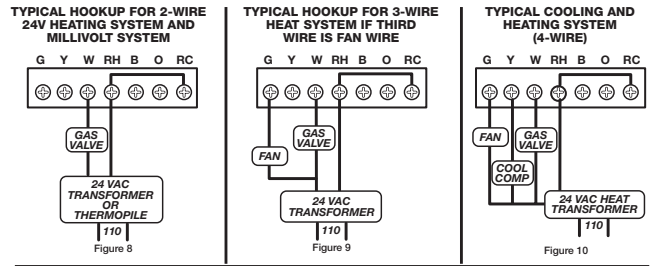 TYPICAL HOOKUP FOR 2-WIRE
24V HEATING SYSTEM AND
MILLIVOLT SYSTEM
G Y W RH B O RC
GAS
VALVE
24 VAC
TRANSFORMER
OR
THERMOPILE
110
Figure 8
TYPICAL HOOKUP FOR 3-WIRE
HEAT SYSTEM IF THIRD
WIRE IS FAN WIRE
G Y W RH B O RC
GAS
VALVE
FAN
24 VAC
TRANSFORMER
110
Figure 9
TYPICAL COOLING AND
HEATING SYSTEM
(4-WIRE)
G Y W RH B O RC
FAN
GAS
VALVE
COOL
COMP
24 VAC HEAT
TRANSFORMER
110
Figure 10